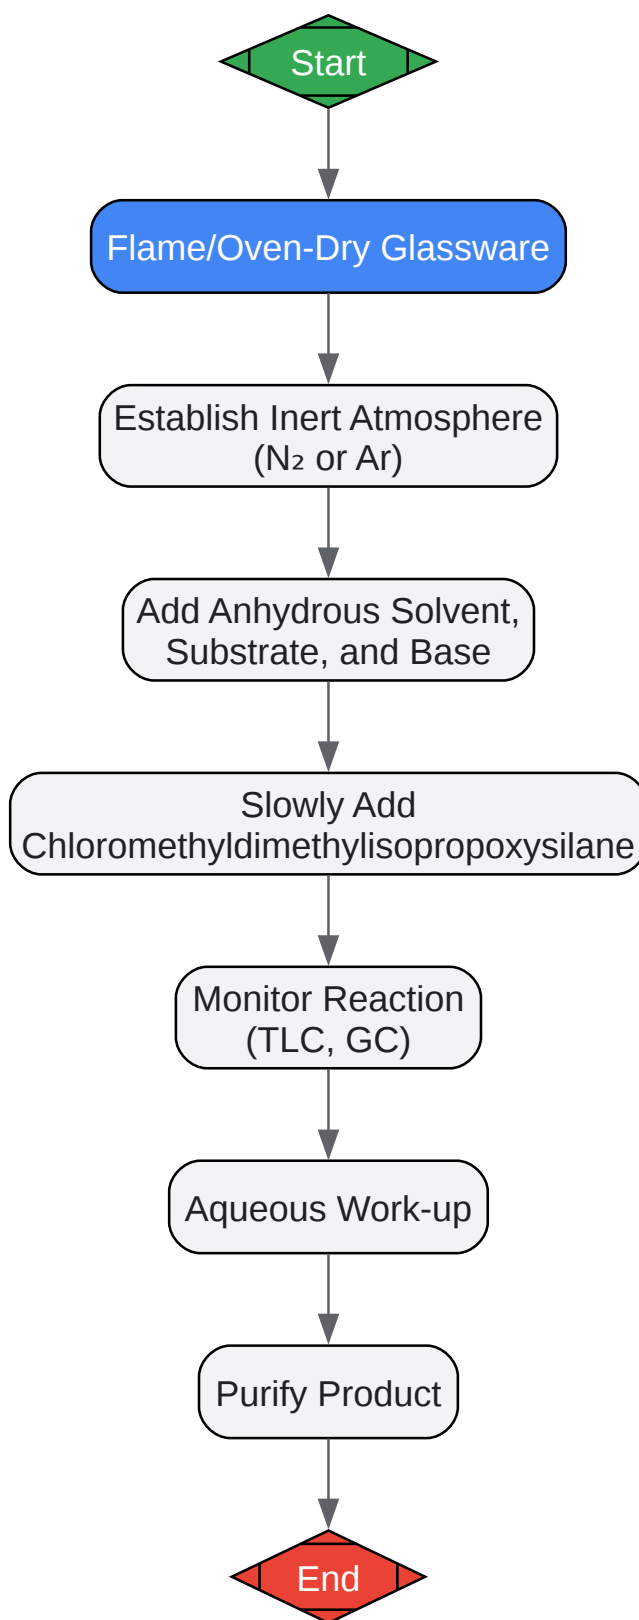 Start
Flame/Oven-Dry Glassware
Establish Inert Atmosphere
(N₂ or Ar)
Add Anhydrous Solvent,
Substrate, and Base
Slowly Add
Chloromethyldimethylisopropoxysilane
Monitor Reaction
(TLC, GC)
Aqueous Work-up
Purify Product
End